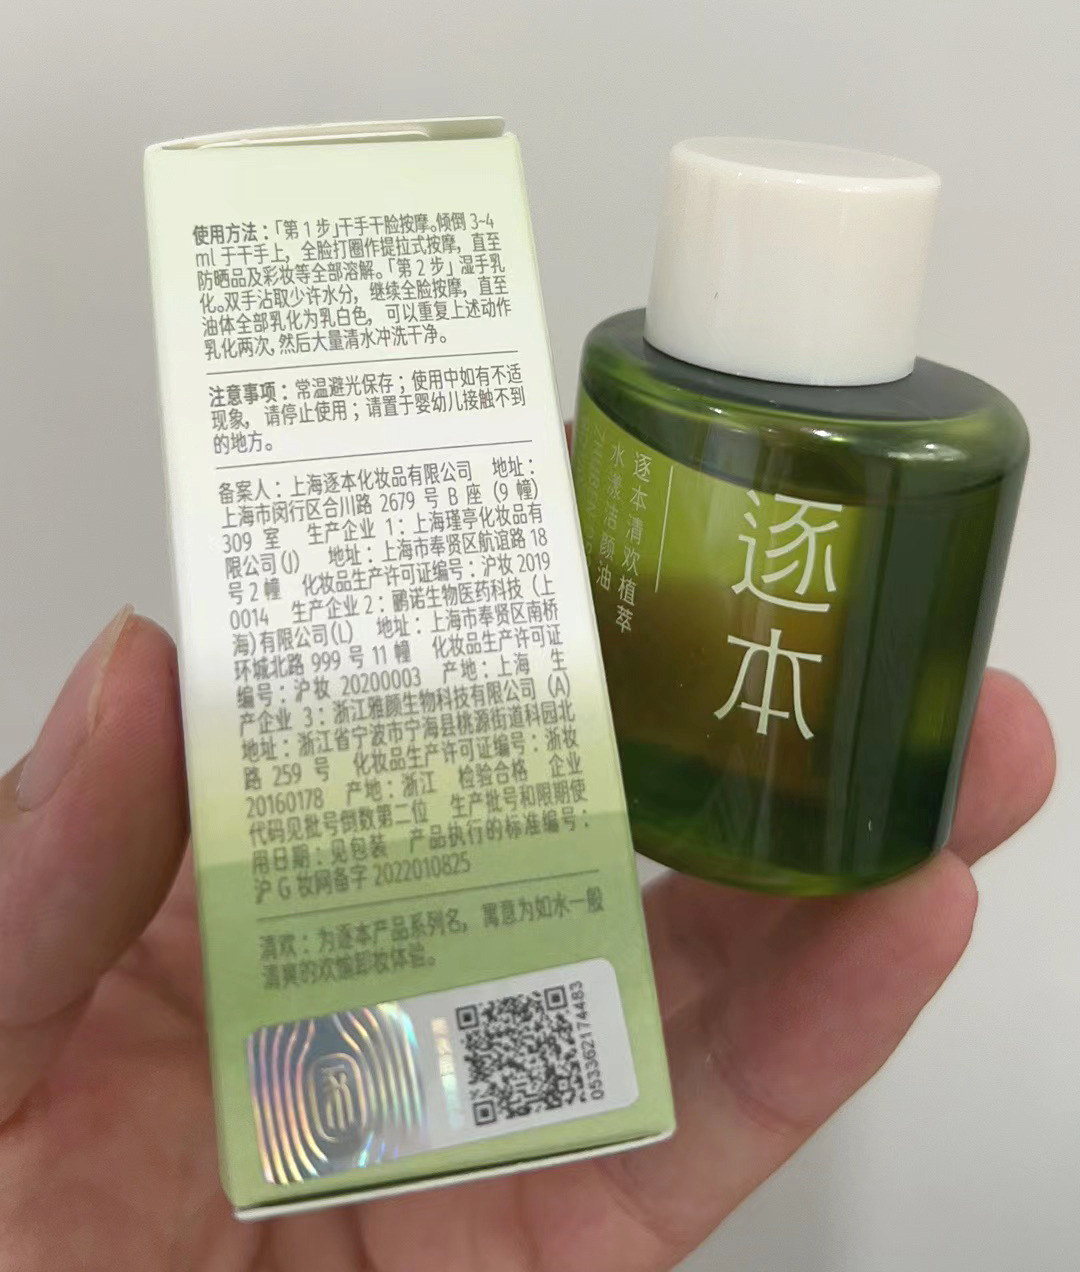 使用方法：「第 1 步」干手干脸按摩。倾倒 3~4
ml 于干手上，全脸打圈作提拉式按摩，直至
防晒品及彩妆等全部溶解。「第 2 步」湿手乳
化。双手沾取少许水分，继续全脸按摩，直至
油体全部乳化为乳白色，可以重复上述动作
乳化两次，然后大量清水冲洗干净。
注意事项：常温避光保存；使用中如有不适
现象，请停止使用；请置于婴幼儿接触不到
的地方。
备案人：上海逐本化妆品有限公司 地址：
上海市闵行区合川路 2679 号 B 座（9 幢）
309 室 生产企业 1：上海瑾亭化妆品有
限公司(J) 地址：上海市奉贤区航谊路 18
号 2 幢 化妆品生产许可证编号：沪妆 2019
0014 生产企业 2：鹂诺生物医药科技（上
海）有限公司(L) 地址：上海市奉贤区南桥
环城北路 999 号 11 幢 化妆品生产许可证
编号：沪妆 20200003 产地：上海 生
产企业 3：浙江雅颜生物科技有限公司（A）
地址：浙江省宁波市宁海县桃源街道科园北
路 259 号 化妆品生产许可证编号：浙妆
20160178 产地：浙江 检验合格 企业
代码见批号倒数第二位 生产批号和限期使
用日期：见包装 产品执行的标准编号：
沪 G 妆网备字 2022010825
清欢：为逐本产品系列名，寓意为如水一般
清爽的欢愉卸妆体验。
053362174483
逐本
逐本清欢植萃
水漾洁颜油